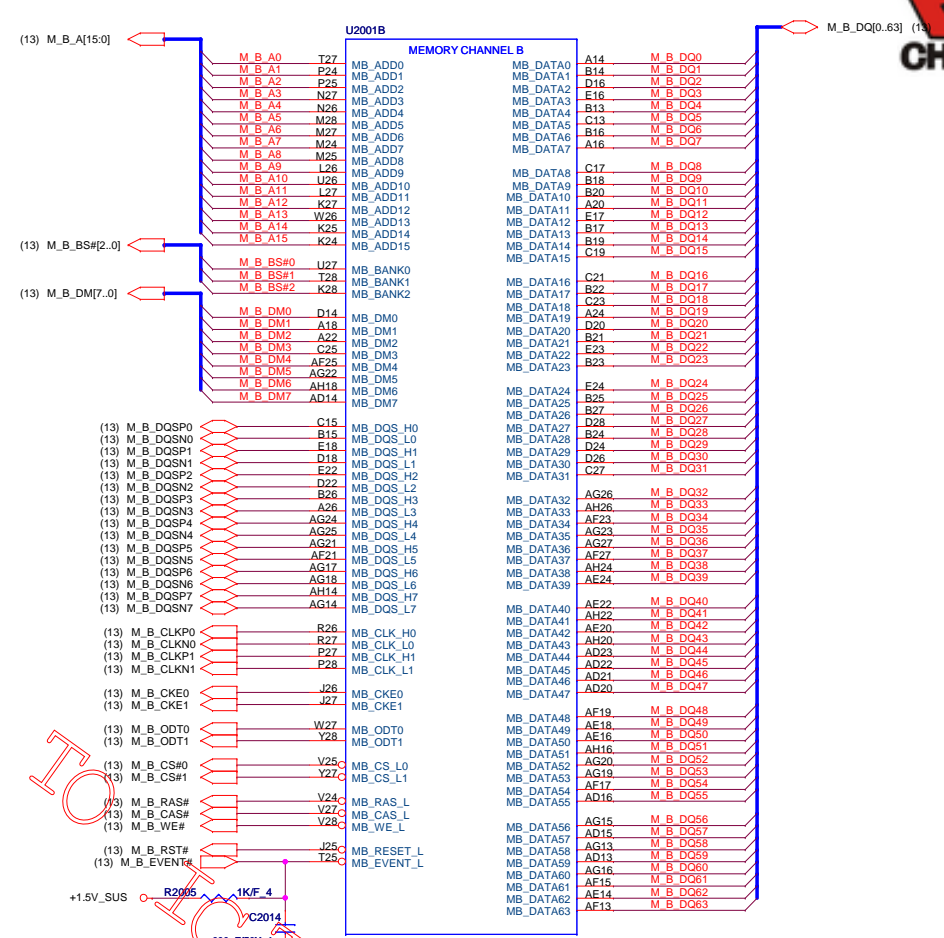 U2001B
MEMORY CHANNEL B
(13) M_B_A[15:0]
M_B_A0 T27 MB_ADD0
M_B_A1 P24 MB_ADD1
M_B_A2 P25 MB_ADD2
M_B_A3 N27 MB_ADD3
M_B_A4 N26 MB_ADD4
M_B_A5 M28 MB_ADD5
M_B_A6 M27 MB_ADD6
M_B_A7 M24 MB_ADD7
M_B_A8 M25 MB_ADD8
M_B_A9 L26 MB_ADD9
M_B_A10 U26 MB_ADD10
M_B_A11 L27 MB_ADD11
M_B_A12 K27 MB_ADD12
M_B_A13 W26 MB_ADD13
M_B_A14 K25 MB_ADD14
M_B_A15 K24 MB_ADD15
(13) M_B_BS#[2..0]
M_B_BS#0 U27 MB_BANK0
M_B_BS#1 T28 MB_BANK1
M_B_BS#2 K28 MB_BANK2
(13) M_B_DM[7..0]
M_B_DM0 D14 MB_DM0
M_B_DM1 A18 MB_DM1
M_B_DM2 A22 MB_DM2
M_B_DM3 C25 MB_DM3
M_B_DM4 AF25 MB_DM4
M_B_DM5 AG22 MB_DM5
M_B_DM6 AH18 MB_DM6
M_B_DM7 AD14 MB_DM7
(13) M_B_DQSP0 C15 MB_DQS_H0
(13) M_B_DQSN0 B15 MB_DQS_L0
(13) M_B_DQSP1 E18 MB_DQS_H1
(13) M_B_DQSN1 D18 MB_DQS_L1
(13) M_B_DQSP2 E22 MB_DQS_H2
(13) M_B_DQSN2 D22 MB_DQS_L2
(13) M_B_DQSP3 B26 MB_DQS_H3
(13) M_B_DQSN3 A26 MB_DQS_L3
(13) M_B_DQSP4 AG24 MB_DQS_H4
(13) M_B_DQSN4 AG25 MB_DQS_L4
(13) M_B_DQSP5 AG21 MB_DQS_H5
(13) M_B_DQSN5 AF21 MB_DQS_L5
(13) M_B_DQSP6 AG17 MB_DQS_H6
(13) M_B_DQSN6 AG18 MB_DQS_L6
(13) M_B_DQSP7 AH14 MB_DQS_H7
(13) M_B_DQSN7 AG14 MB_DQS_L7
(13) M_B_CLKP0 R26 MB_CLK_H0
(13) M_B_CLKN0 R27 MB_CLK_L0
(13) M_B_CLKP1 P27 MB_CLK_H1
(13) M_B_CLKN1 P28 MB_CLK_L1
(13) M_B_CKE0 J26 MB_CKE0
(13) M_B_CKE1 J27 MB_CKE1
(13) M_B_ODT0 W27 MB_ODT0
(13) M_B_ODT1 Y28 MB_ODT1
(13) M_B_CS#0 V25 MB_CS_L0
(13) M_B_CS#1 Y27 MB_CS_L1
(13) M_B_RAS# V24 MB_RAS_L
(13) M_B_CAS# V27 MB_CAS_L
(13) M_B_WE# V28 MB_WE_L
(13) M_B_RST# J25 MB_RESET_L
(13) M_B_EVENT# T25 MB_EVENT_L
+1.5V_SUS R2005 1K/F_4
C2014
M_B_DQ[0..63] (13)
CH
MB_DATA0 A14 M_B_DQ0
MB_DATA1 B14 M_B_DQ1
MB_DATA2 D16 M_B_DQ2
MB_DATA3 E16 M_B_DQ3
MB_DATA4 B13 M_B_DQ4
MB_DATA5 C13 M_B_DQ5
MB_DATA6 B16 M_B_DQ6
MB_DATA7 A16 M_B_DQ7
MB_DATA8 C17 M_B_DQ8
MB_DATA9 B18 M_B_DQ9
MB_DATA10 B20 M_B_DQ10
MB_DATA11 A20 M_B_DQ11
MB_DATA12 E17 M_B_DQ12
MB_DATA13 B17 M_B_DQ13
MB_DATA14 B19 M_B_DQ14
MB_DATA15 C19 M_B_DQ15
MB_DATA16 C21 M_B_DQ16
MB_DATA17 B22 M_B_DQ17
MB_DATA18 C23 M_B_DQ18
MB_DATA19 A24 M_B_DQ19
MB_DATA20 D20 M_B_DQ20
MB_DATA21 B21 M_B_DQ21
MB_DATA22 E23 M_B_DQ22
MB_DATA23 B23 M_B_DQ23
MB_DATA24 E24 M_B_DQ24
MB_DATA25 B25 M_B_DQ25
MB_DATA26 B27 M_B_DQ26
MB_DATA27 D28 M_B_DQ27
MB_DATA28 B24 M_B_DQ28
MB_DATA29 D24 M_B_DQ29
MB_DATA30 D26 M_B_DQ30
MB_DATA31 C27 M_B_DQ31
MB_DATA32 AG26 M_B_DQ32
MB_DATA33 AH26 M_B_DQ33
MB_DATA34 AF23 M_B_DQ34
MB_DATA35 AG23 M_B_DQ35
MB_DATA36 AG27 M_B_DQ36
MB_DATA37 AF27 M_B_DQ37
MB_DATA38 AH24 M_B_DQ38
MB_DATA39 AE24 M_B_DQ39
MB_DATA40 AE22 M_B_DQ40
MB_DATA41 AH22 M_B_DQ41
MB_DATA42 AE20 M_B_DQ42
MB_DATA43 AH20 M_B_DQ43
MB_DATA44 AD23 M_B_DQ44
MB_DATA45 AD22 M_B_DQ45
MB_DATA46 AD21 M_B_DQ46
MB_DATA47 AD20 M_B_DQ47
MB_DATA48 AF19 M_B_DQ48
MB_DATA49 AE18 M_B_DQ49
MB_DATA50 AE16 M_B_DQ50
MB_DATA51 AH16 M_B_DQ51
MB_DATA52 AG20 M_B_DQ52
MB_DATA53 AG19 M_B_DQ53
MB_DATA54 AF17 M_B_DQ54
MB_DATA55 AD16 M_B_DQ55
MB_DATA56 AG15 M_B_DQ56
MB_DATA57 AD15 M_B_DQ57
MB_DATA58 AG13 M_B_DQ58
MB_DATA59 AD13 M_B_DQ59
MB_DATA60 AG16 M_B_DQ60
MB_DATA61 AF15 M_B_DQ61
MB_DATA62 AE14 M_B_DQ62
MB_DATA63 AF13 M_B_DQ63